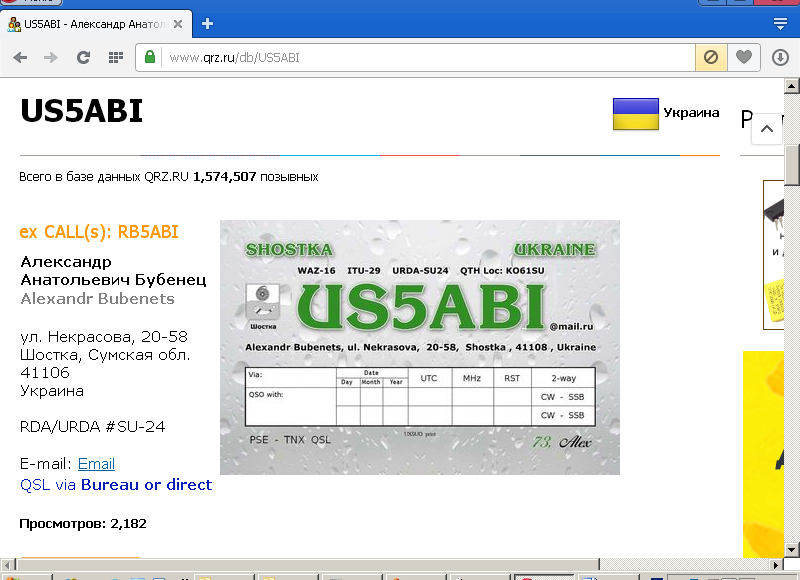 US5ABI - Александр Анатол
www.qrz.ru/db/US5ABI
US5ABI
Украина
Всего в базе данных QRZ.RU 1,574,507 позывных
ex CALL(s): RB5ABI
Александр
Анатольевич Бубенец
Alexandr Bubenets
ул. Некрасова, 20-58
Шостка, Сумская обл.
41106
Украина
RDA/URDA #SU-24
E-mail: Email
QSL via Bureau or direct
Просмотров: 2,182
SHOSTKA UKRAINE
WAZ-16 ITU-29 URDA-SU24 QTH Loc: KO61SU
US5ABI
@mail.ru
Шостка
Alexandr Bubenets, ul. Nekrasova, 20-58, Shostka , 41108 , Ukraine
Via: Date UTC MHz RST 2-way
Day Month Year
QSO with: CW - SSB
CW - SSB
PSE - TNX QSL
73, Alex